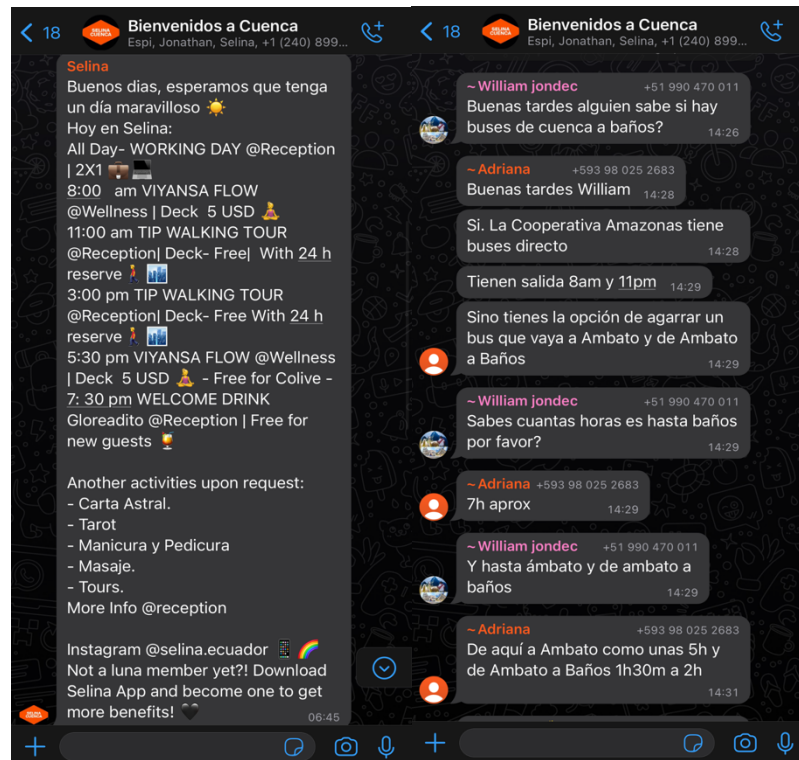 18
SELINA
CUENCA
Bienvenidos a Cuenca
Espi, Jonathan, Selina, +1 (240) 899...
Selina
Buenos dias, esperamos que tenga
un día maravilloso ☀️
Hoy en Selina:
All Day- WORKING DAY @Reception
| 2X1 💼💻
8:00 am VIYANSA FLOW
@Wellness | Deck 5 USD 🧘
11:00 am TIP WALKING TOUR
@Reception| Deck- Free| With 24 h
reserve 🚶🏙️
3:00 pm TIP WALKING TOUR
@Reception| Deck- Free With 24 h
reserve 🚶🏙️
5:30 pm VIYANSA FLOW @Wellness
| Deck 5 USD 🧘 - Free for Colive -
7: 30 pm WELCOME DRINK
Gloreadito @Reception | Free for
new guests 🍹
Another activities upon request:
- Carta Astral.
- Tarot
- Manicura y Pedicura
- Masaje.
- Tours.
More Info @reception
Instagram @selina.ecuador 📱🌈
Not a luna member yet?! Download
Selina App and become one to get
more benefits! 🖤
06:45
SELINA
CUENCA
18
SELINA
CUENCA
Bienvenidos a Cuenca
Espi, Jonathan, Selina, +1 (240) 899...
~William jondec +51 990 470 011
Buenas tardes alguien sabe si hay
buses de cuenca a baños?
14:26
~Adriana +593 98 025 2683
Buenas tardes William 14:28
Si. La Cooperativa Amazonas tiene
buses directo
14:28
Tienen salida 8am y 11pm 14:29
Sino tienes la opción de agarrar un
bus que vaya a Ambato y de Ambato
a Baños
14:29
~William jondec +51 990 470 011
Sabes cuantas horas es hasta baños
por favor?
14:29
~Adriana +593 98 025 2683
7h aprox 14:29
~William jondec +51 990 470 011
Y hasta ámbato y de ambato a
baños
14:29
~Adriana +593 98 025 2683
De aquí a Ambato como unas 5h y
de Ambato a Baños 1h30m a 2h
14:31